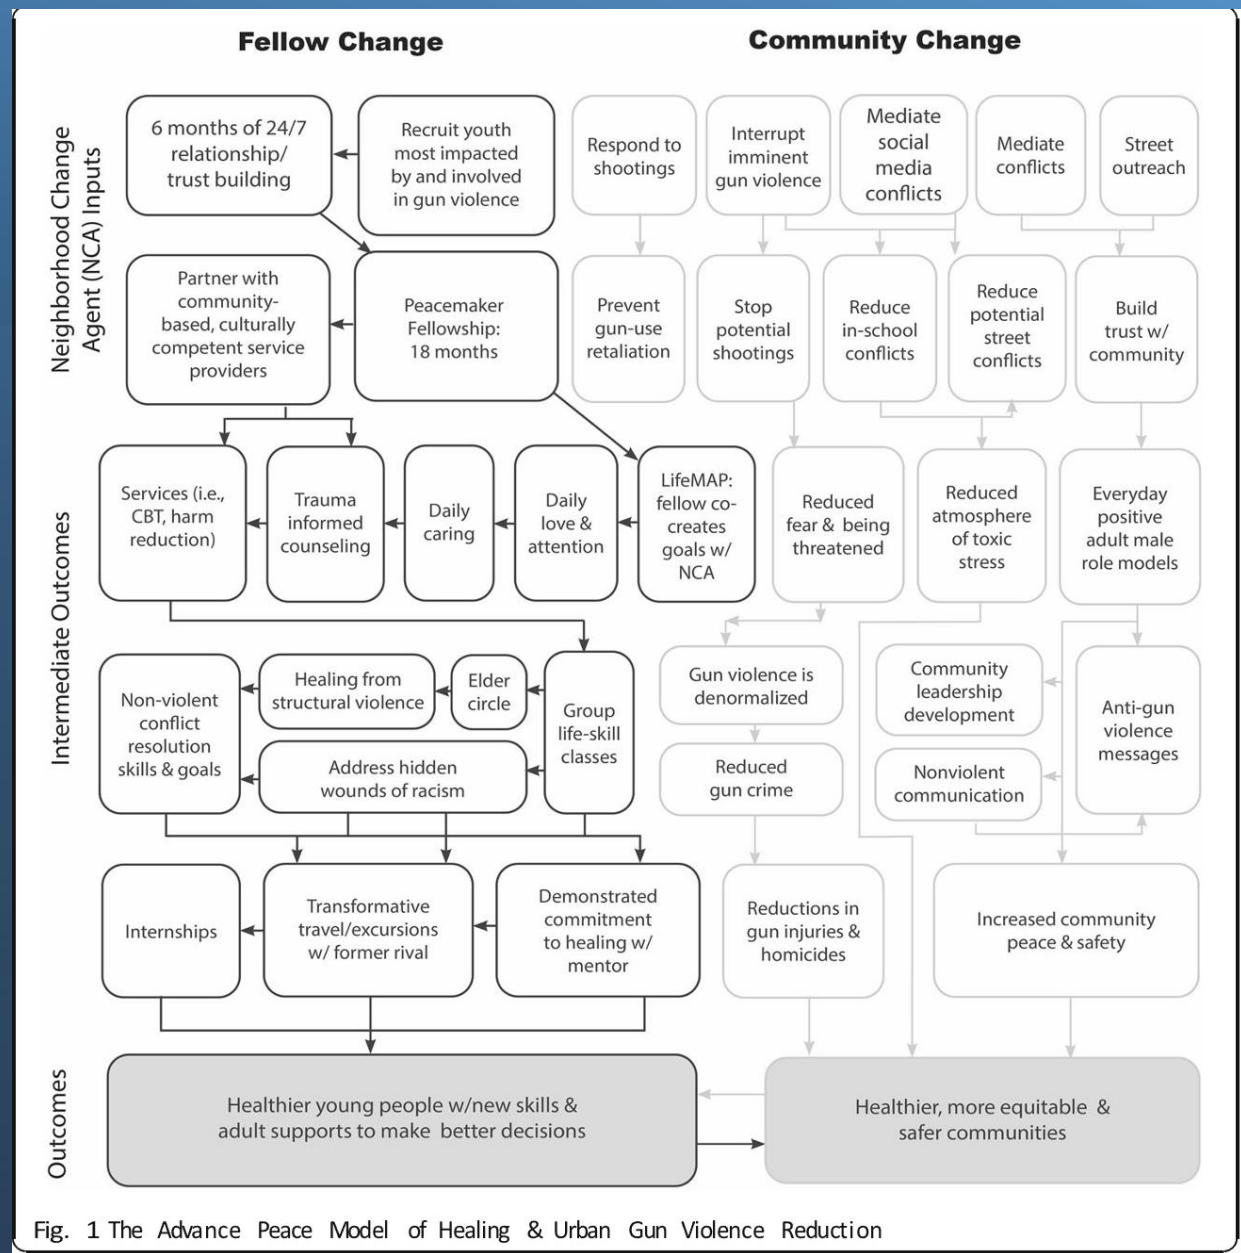 Fellow Change
Community Change
Neighborhood Change
Agent (NCA) Inputs
6 months of 24/7
relationship/
trust building
Recruit youth
most impacted
by and involved
in gun violence
Respond to
shootings
Interrupt
imminent
gun violence
Mediate
social
media
conflicts
Mediate
conflicts
Street
outreach
Partner with
community-
based, culturally
competent service
providers
Peacemaker
Fellowship:
18 months
Prevent
gun-use
retaliation
Stop
potential
shootings
Reduce
in-school
conflicts
Reduce
potential
street
conflicts
Build
trust w/
community
Intermediate Outcomes
Services (i.e.,
CBT, harm
reduction)
Trauma
informed
counseling
Daily
caring
Daily
love &
attention
LifeMAP:
fellow co-
creates
goals w/
NCA
Reduced
fear & being
threatened
Reduced
atmosphere
of toxic
stress
Everyday
positive
adult male
role models
Non-violent
conflict
resolution
skills & goals
Healing from
structural violence
Elder
circle
Group
life-skill
classes
Address hidden
wounds of racism
Gun violence is
denormalized
Reduced
gun crime
Community
leadership
development
Nonviolent
communication
Anti-gun
violence
messages
Internships
Transformative
travel/excursions
w/ former rival
Demonstrated
commitment
to healing w/
mentor
Reductions in
gun injuries &
homicides
Increased community
peace & safety
Outcomes
Healthier young people w/new skills &
adult supports to make better decisions
Healthier, more equitable &
safer communities
Fig. 1 The Advance Peace Model of Healing & Urban Gun Violence Reduction